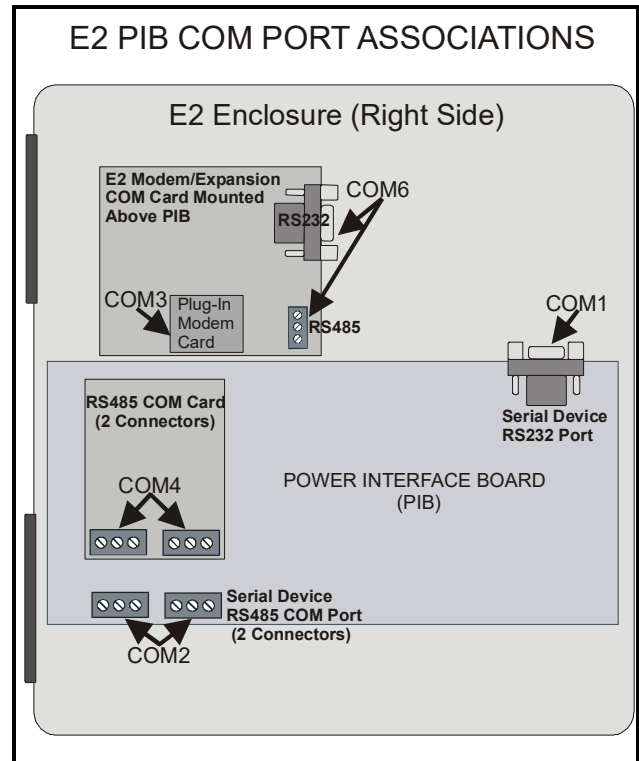 E2 PIB COM PORT ASSOCIATIONS
E2 Enclosure (Right Side)
E2 Modem/Expansion
COM Card Mounted
Above PIB
RS232
COM6
COM3
Plug-In
Modem
Card
RS485
COM1
Serial Device
RS232 Port
RS485 COM Card
(2 Connectors)
COM4
POWER INTERFACE BOARD
(PIB)
Serial Device
RS485 COM Port
(2 Connectors)
COM2